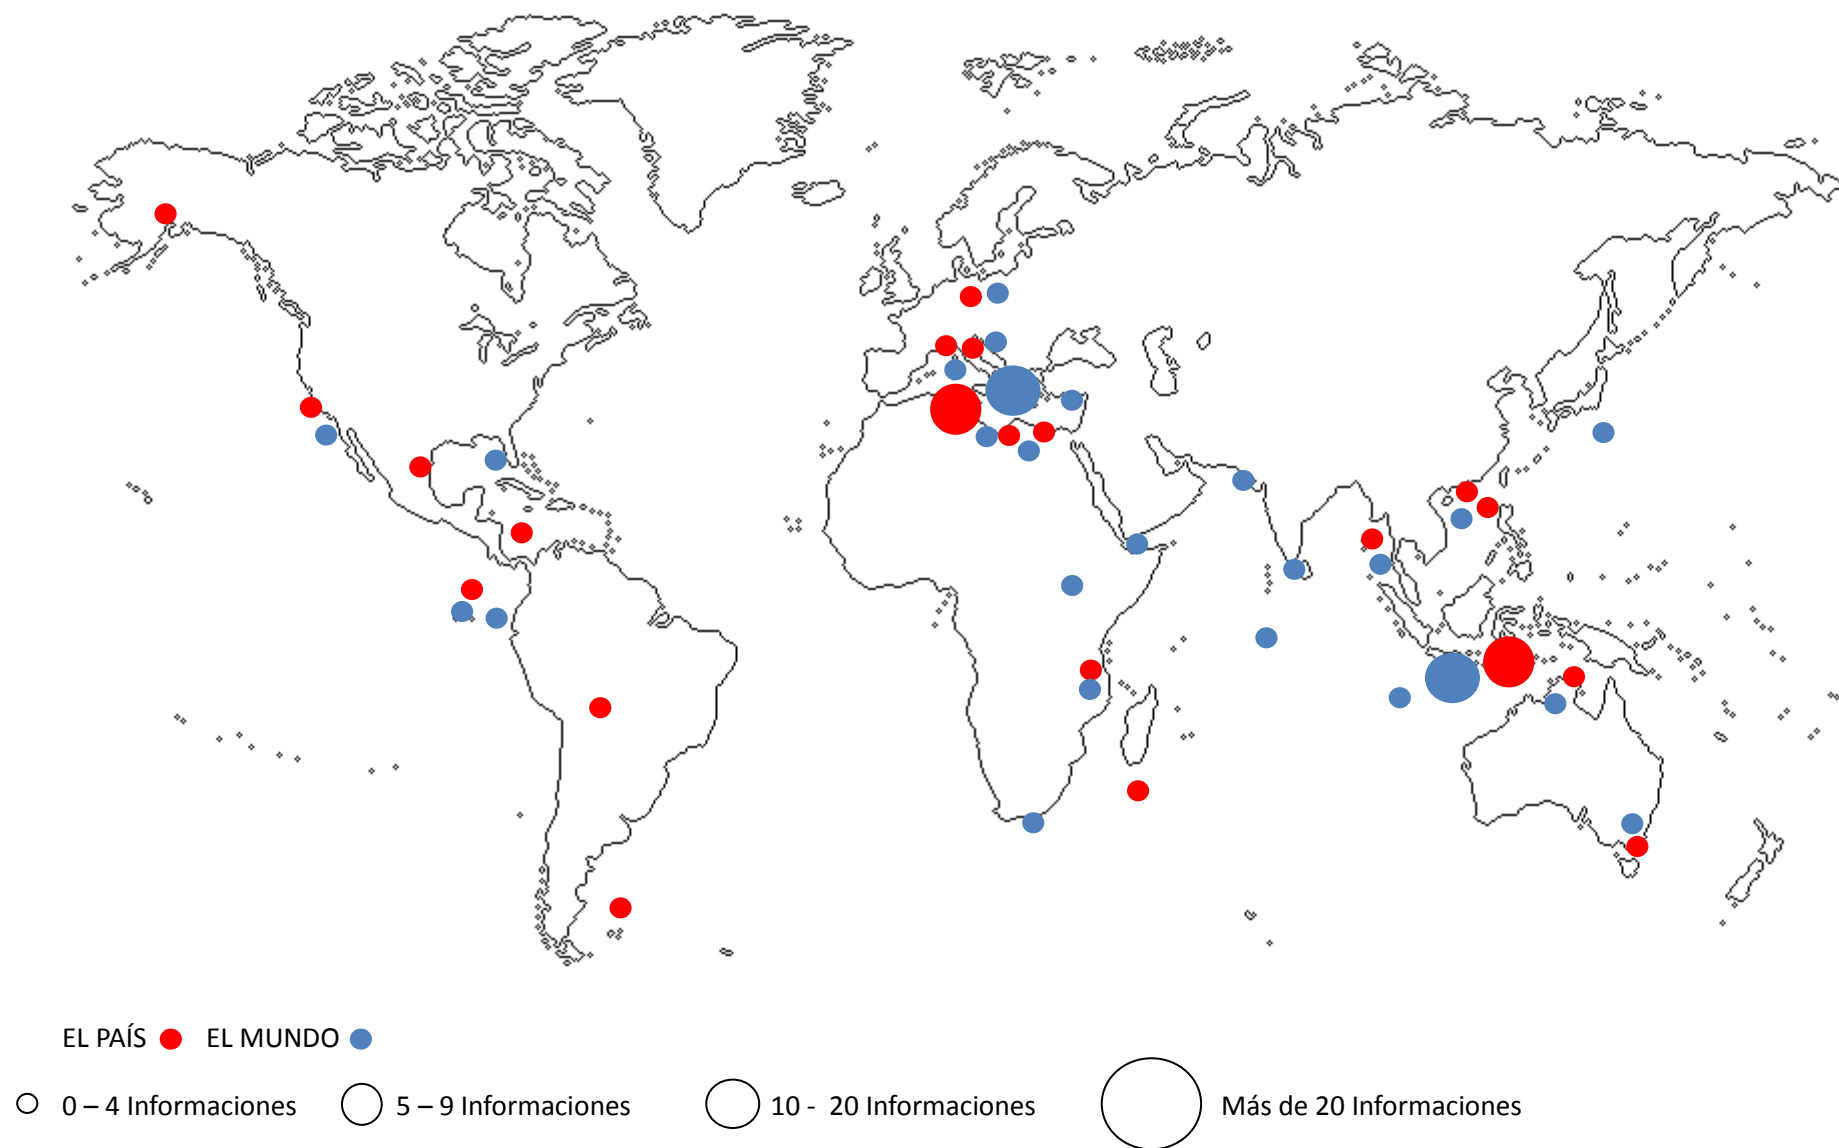 EL PAÍS EL MUNDO
0 – 4 Informaciones 5 – 9 Informaciones 10 - 20 Informaciones Más de 20 Informaciones